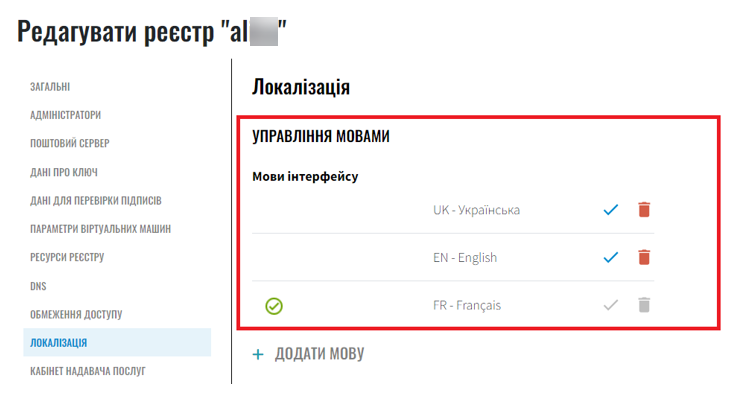 Редагувати реєстр "al "
ЗАГАЛЬНІ
АДМІНІСТРАТОРИ
ПОШТОВИЙ СЕРВЕР
ДАНІ ПРО КЛЮЧ
ДАНІ ДЛЯ ПЕРЕВІРКИ ПІДПИСІВ
ПАРАМЕТРИ ВІРТУАЛЬНИХ МАШИН
РЕСУРСИ РЕЄСТРУ
DNS
ОБМЕЖЕННЯ ДОСТУПУ
ЛОКАЛІЗАЦІЯ
КАБІНЕТ НАДАВАЧА ПОСЛУГ
Локалізація
УПРАВЛІННЯ МОВАМИ
Мови інтерфейсу
UK - Українська
EN - English
FR - Français
+ ДОДАТИ МОВУ